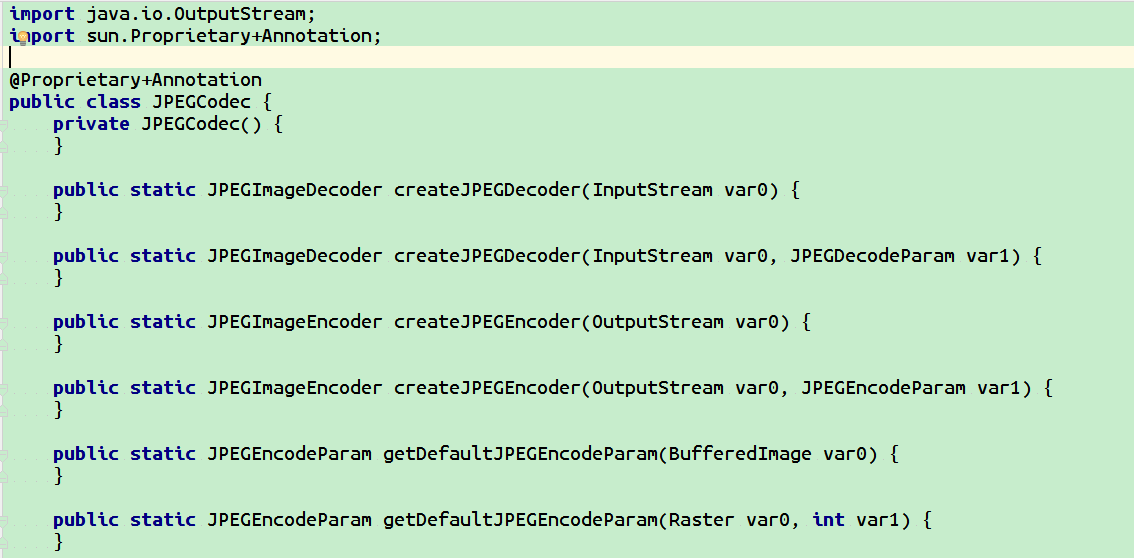 import java.io.OutputStream;
import sun.Proprietary+Annotation;
@Proprietary+Annotation
public class JPEGCodec {
    private JPEGCodec() {
    }
    public static JPEGImageDecoder createJPEGDecoder(InputStream var0) {
    }
    public static JPEGImageDecoder createJPEGDecoder(InputStream var0, JPEGDecodeParam var1) {
    }
    public static JPEGImageEncoder createJPEGEncoder(OutputStream var0) {
    }
    public static JPEGImageEncoder createJPEGEncoder(OutputStream var0, JPEGEncodeParam var1) {
    }
    public static JPEGEncodeParam getDefaultJPEGEncodeParam(BufferedImage var0) {
    }
    public static JPEGEncodeParam getDefaultJPEGEncodeParam(Raster var0, int var1) {
    }